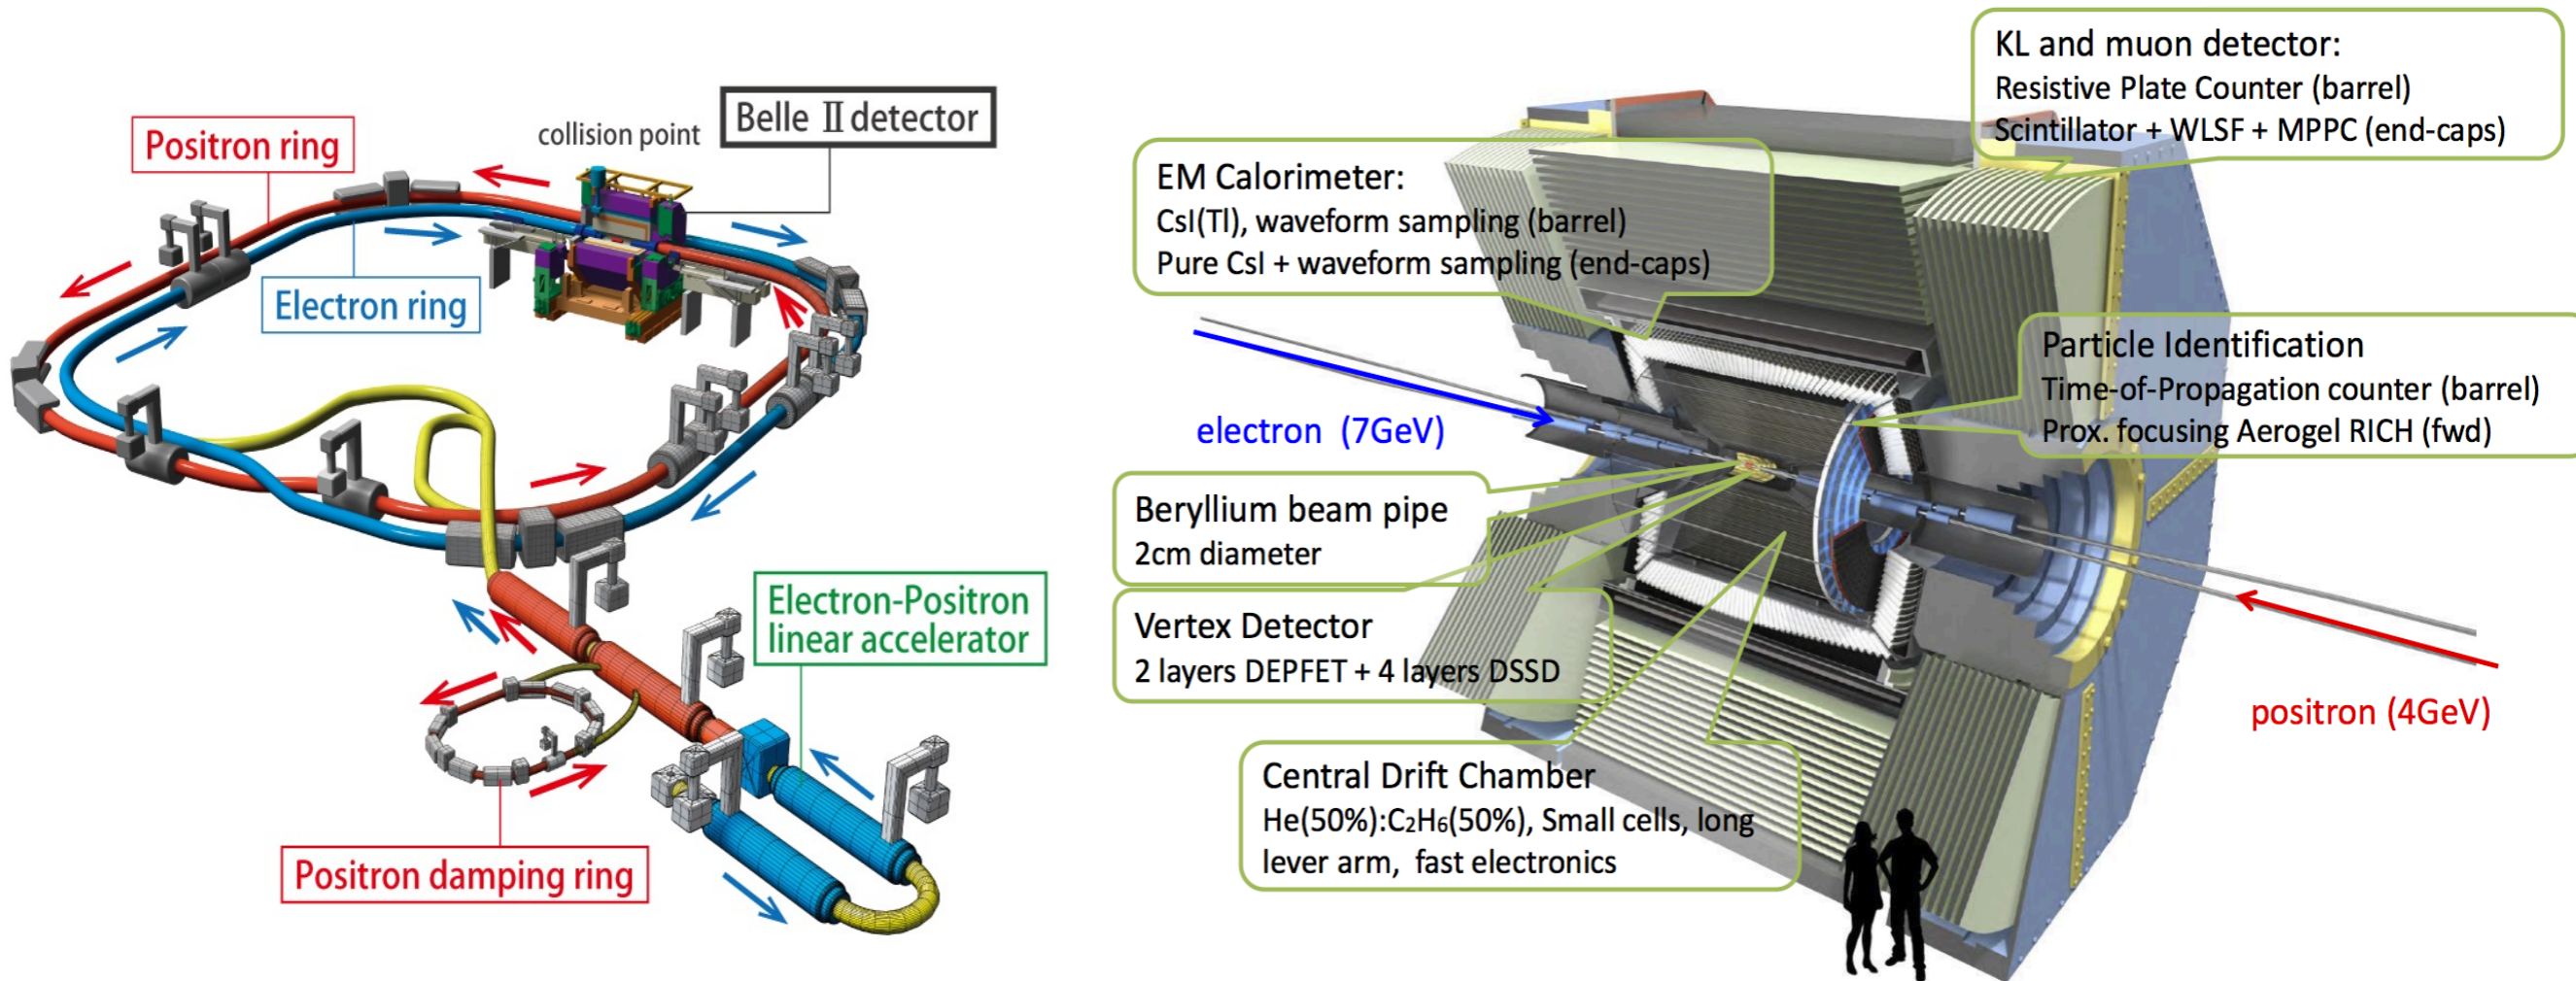 Positron ring
collision point
Belle Ⅱ detector
Electron ring
Electron-Positron
linear accelerator
Positron damping ring
KL and muon detector:
Resistive Plate Counter (barrel)
Scintillator + WLSF + MPPC (end-caps)
EM Calorimeter:
CsI(Tl), waveform sampling (barrel)
Pure CsI + waveform sampling (end-caps)
Particle Identification
Time-of-Propagation counter (barrel)
Prox. focusing Aerogel RICH (fwd)
electron (7GeV)
Beryllium beam pipe
2cm diameter
Vertex Detector
2 layers DEPFET + 4 layers DSSD
positron (4GeV)
Central Drift Chamber
He(50%):C₂H₆(50%), Small cells, long
lever arm, fast electronics